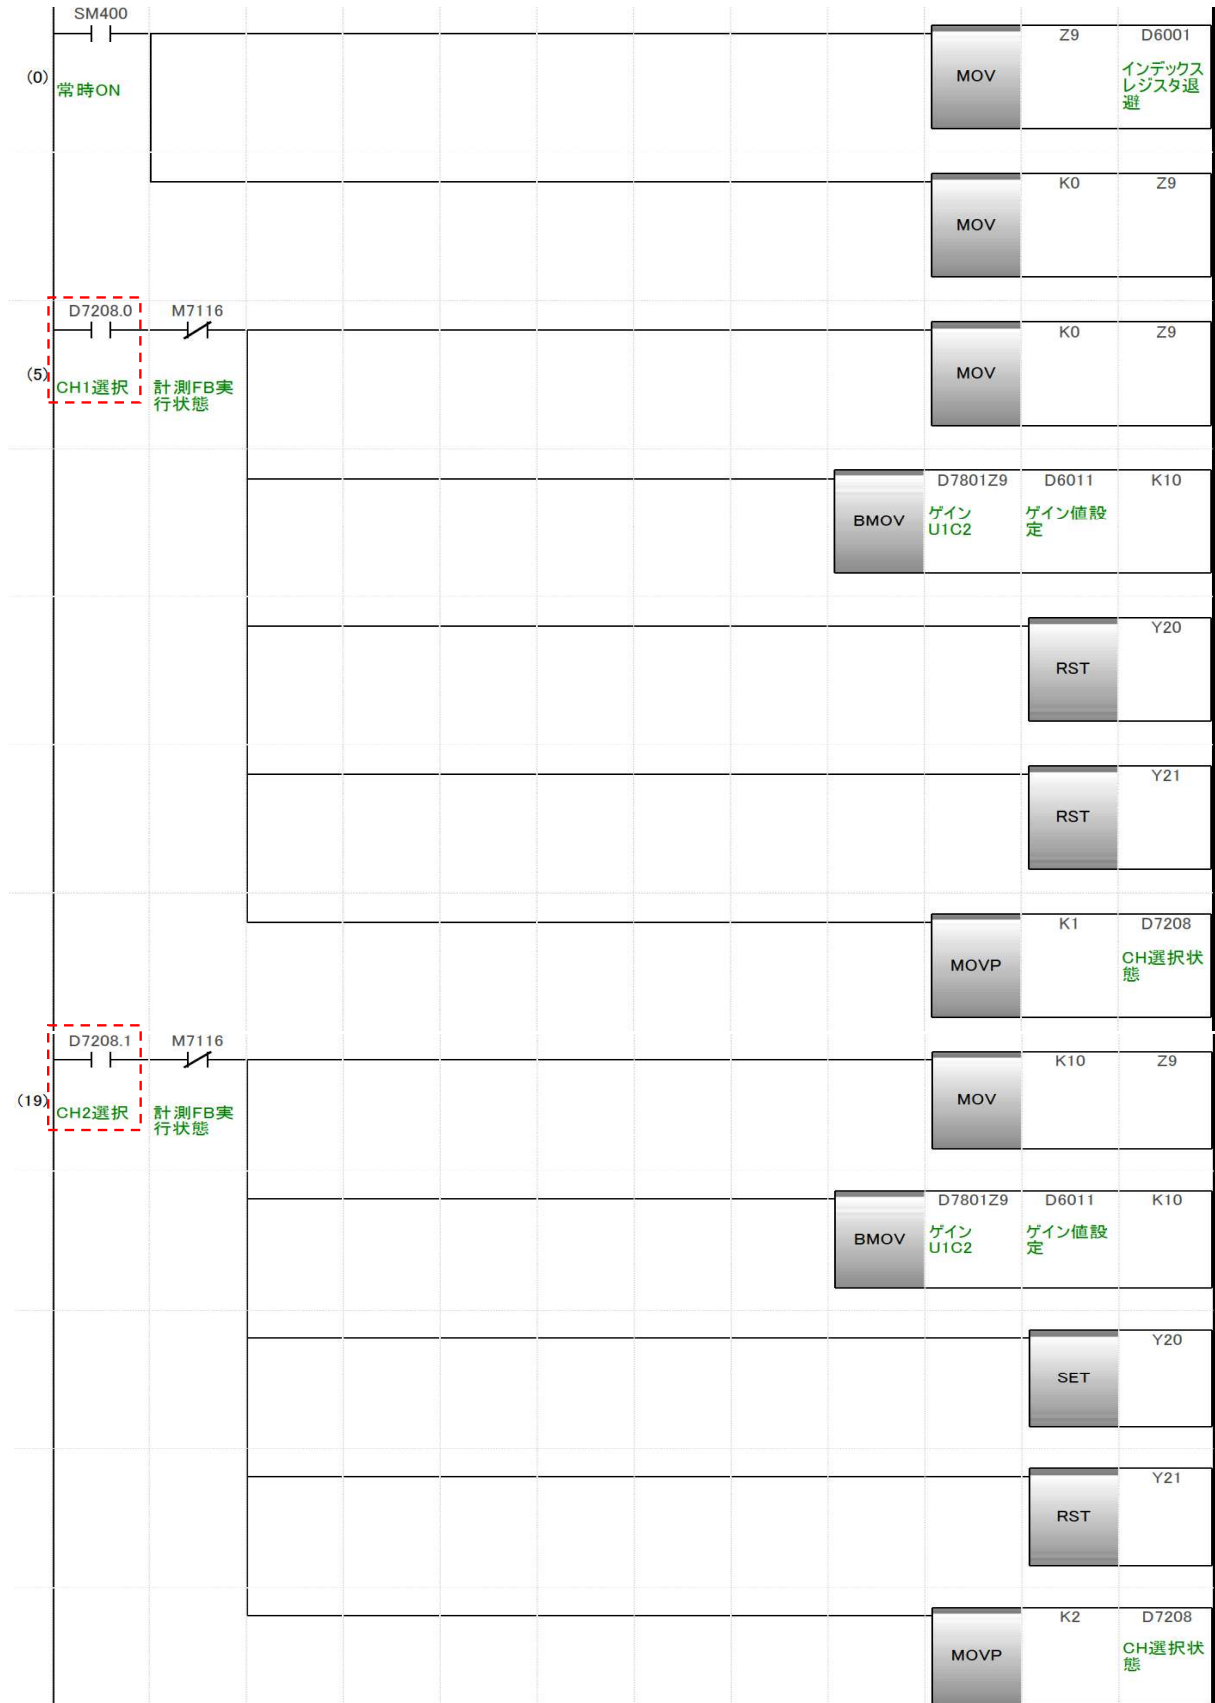 SM400
Z9 D6001
(0)
MOV
常時ON
インデックス
レジスタ退
避
K0 Z9
MOV
D7208.0 M7116
K0 Z9
(5)
MOV
CH1選択 計測FB実
行状態
D7801Z9 D6011 K10
BMOV
ゲイン ゲイン値設
U1C2 定
Y20
RST
Y21
RST
K1 D7208
MOVP
CH選択状
態
D7208.1 M7116
K10 Z9
(19)
MOV
CH2選択 計測FB実
行状態
D7801Z9 D6011 K10
BMOV
ゲイン ゲイン値設
U1C2 定
Y20
SET
Y21
RST
K2 D7208
MOVP
CH選択状
態